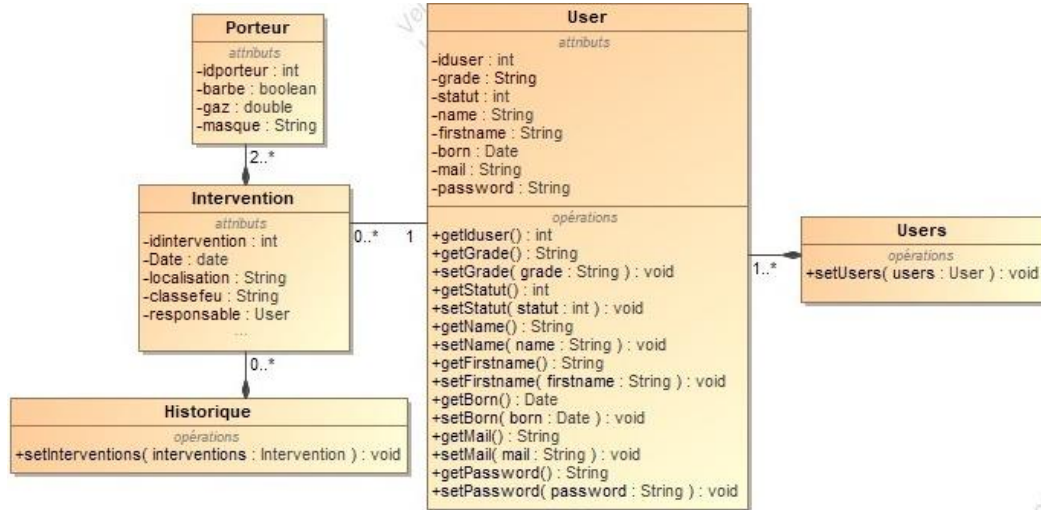 Porteur
attributs
-idporteur : int
-barbe : boolean
-gaz : double
-masque : String
2..*
Intervention
attributs
-idintervention : int
-Date : date
-localisation : String
-classefeu : String
-responsable : User
...
0..*
1
0..*
Historique
opérations
+setInterventions( interventions : Intervention ) : void
User
attributs
-iduser : int
-grade : String
-statut : int
-name : String
-firstname : String
-born : Date
-mail : String
-password : String
opérations
+getIduser() : int
+getGrade() : String
+setGrade( grade : String ) : void
+getStatut() : int
+setStatut( statut : int ) : void
+getName() : String
+setName( name : String ) : void
+getFirstname() : String
+setFirstname( firstname : String ) : void
+getBorn() : Date
+setBorn( born : Date ) : void
+getMail() : String
+setMail( mail : String ) : void
+getPassword() : String
+setPassword( password : String ) : void
1..*
Users
opérations
+setUsers( users : User ) : void